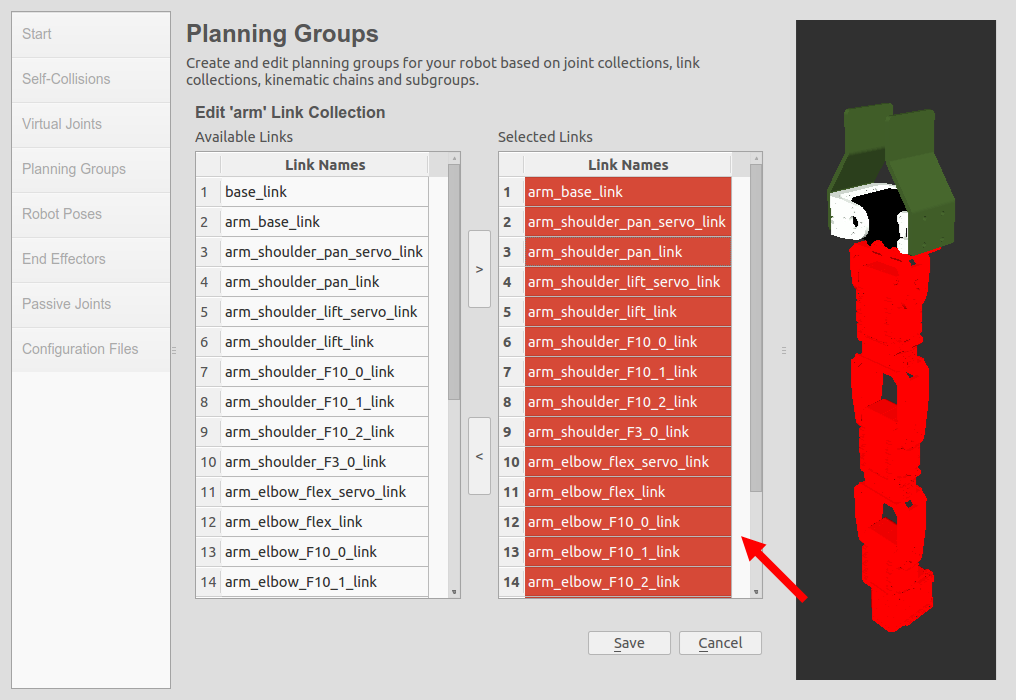 Start
Self-Collisions
Virtual Joints
Planning Groups
Robot Poses
End Effectors
Passive Joints
Configuration Files
Planning Groups
Create and edit planning groups for your robot based on joint collections, link
collections, kinematic chains and subgroups.
Edit 'arm' Link Collection
Available Links
Link Names
1 base_link
2 arm_base_link
3 arm_shoulder_pan_servo_link
4 arm_shoulder_pan_link
5 arm_shoulder_lift_servo_link
6 arm_shoulder_lift_link
7 arm_shoulder_F10_0_link
8 arm_shoulder_F10_1_link
9 arm_shoulder_F10_2_link
10 arm_shoulder_F3_0_link
11 arm_elbow_flex_servo_link
12 arm_elbow_flex_link
13 arm_elbow_F10_0_link
14 arm_elbow_F10_1_link
>
<
Selected Links
Link Names
1 arm_base_link
2 arm_shoulder_pan_servo_link
3 arm_shoulder_pan_link
4 arm_shoulder_lift_servo_link
5 arm_shoulder_lift_link
6 arm_shoulder_F10_0_link
7 arm_shoulder_F10_1_link
8 arm_shoulder_F10_2_link
9 arm_shoulder_F3_0_link
10 arm_elbow_flex_servo_link
11 arm_elbow_flex_link
12 arm_elbow_F10_0_link
13 arm_elbow_F10_1_link
14 arm_elbow_F10_2_link
Save Cancel